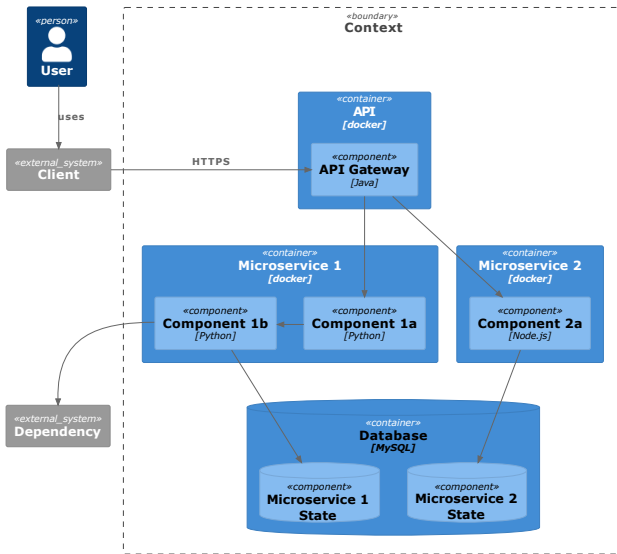 «person»
User
«boundary»
Context
uses
«container»
API
[docker]
«external_system»
Client
HTTPS
«component»
API Gateway
[Java]
«container»
Microservice 1
[docker]
«container»
Microservice 2
[docker]
«component»
Component 1b
[Python]
«component»
Component 1a
[Python]
«component»
Component 2a
[Node.js]
«external_system»
Dependency
«container»
Database
[MySQL]
«component»
Microservice 1
State
«component»
Microservice 2
State